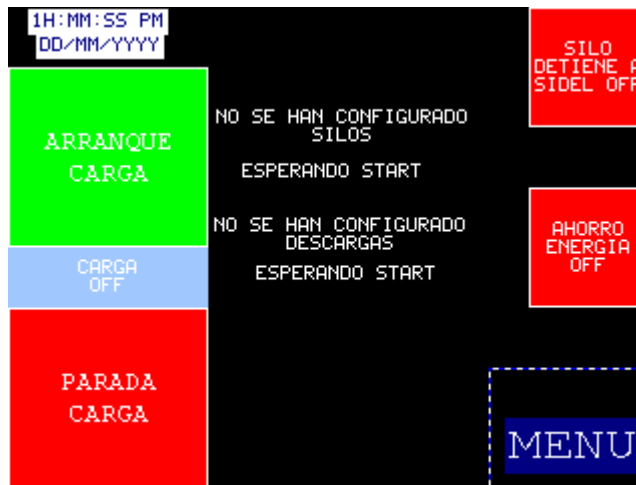 1H:MM:SS PM
DD/MM/YYYY
ARRANQUE
CARGA
CARGA
OFF
PARADA
CARGA
NO SE HAN CONFIGURADO
SILOS
ESPERANDO START
NO SE HAN CONFIGURADO
DESCARGAS
ESPERANDO START
SILO
DETIENE A
SIDEL OFF
AHORRO
ENERGIA
OFF
MENU